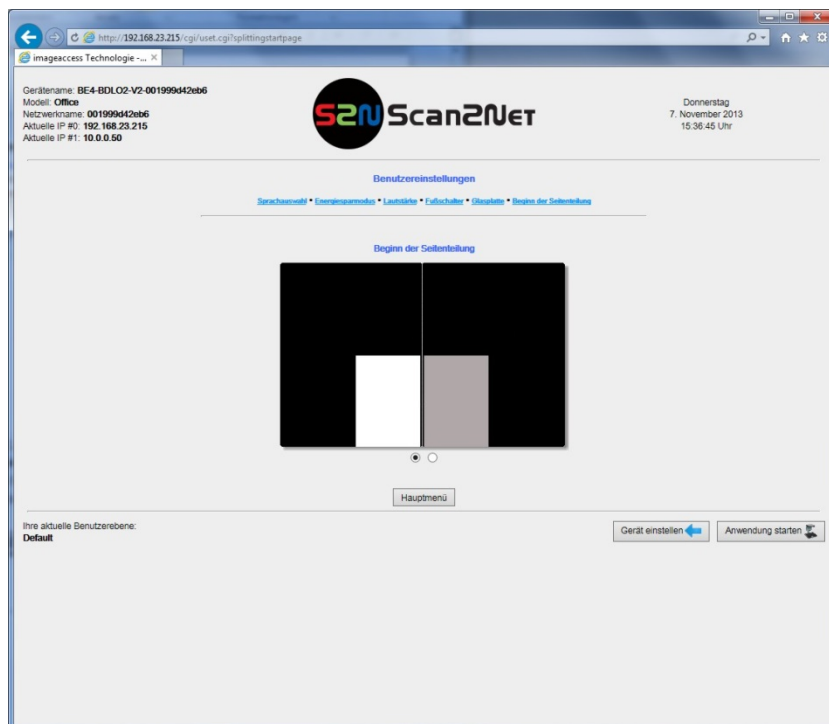 http://192.168.23.215/cgi/uset.cgi?splittingstartpage
imageaccess Technologie -...
Gerätename: BE4-BDLO2-V2-001999d42eb6
Modell: Office
Netzwerkname: 001999d42eb6
Aktuelle IP #0: 192.168.23.215
Aktuelle IP #1: 10.0.0.50
S2N Scan2Net
Donnerstag
7. November 2013
15:36:45 Uhr
Benutzereinstellungen
Sprachauswahl * Energiesparmodus * Lautstärke * Fußschalter * Glasplatte * Beginn der Seitenteilung
Beginn der Seitenteilung
Hauptmenü
Ihre aktuelle Benutzerebene:
Default
Gerät einstellen
Anwendung starten